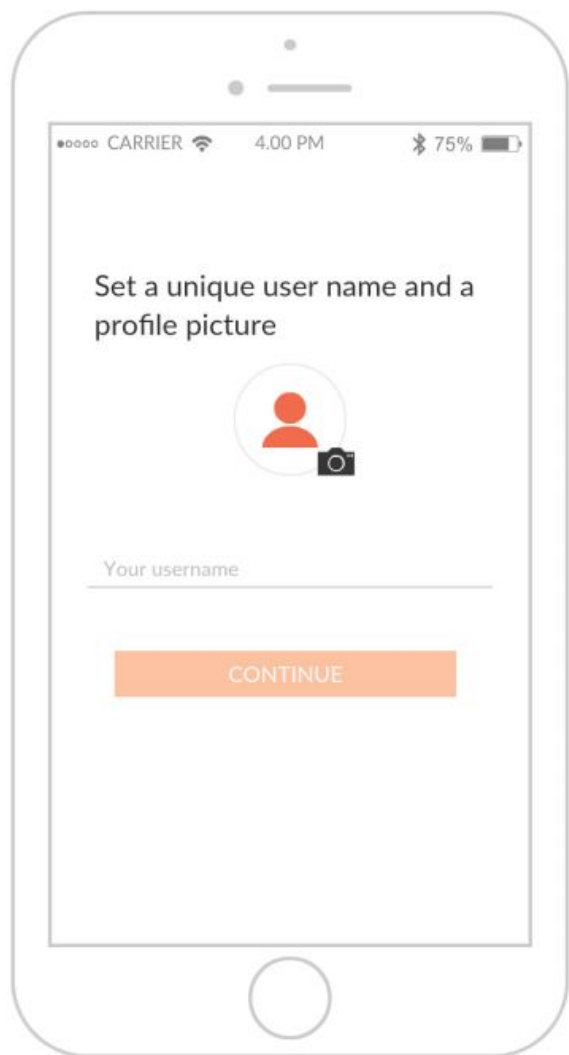 CARRIER 4.00 PM 75%
Set a unique user name and a
profile picture
Your username
CONTINUE